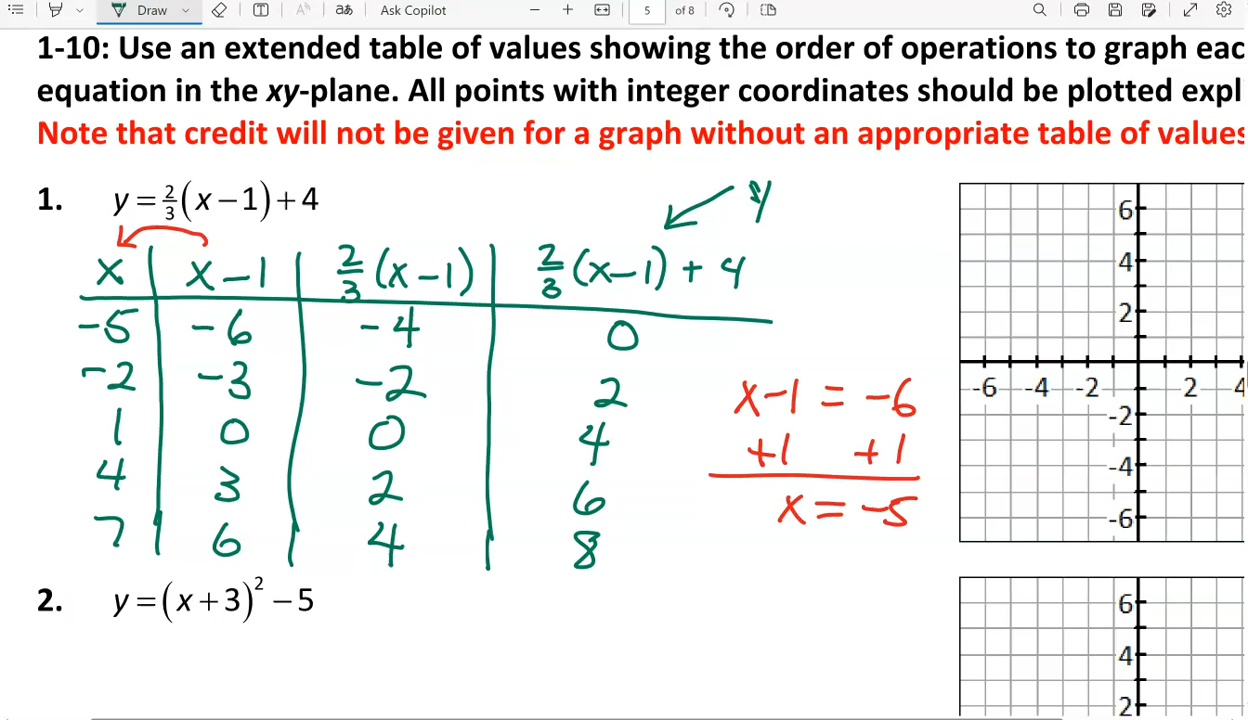 Draw
Ask Copilot
5 of 8
1-10: Use an extended table of values showing the order of operations to graph eac
equation in the xy-plane. All points with integer coordinates should be plotted expl
Note that credit will not be given for a graph without an appropriate table of values
1. y = 2/3 (x − 1) + 4
y
x | x − 1 | 2/3 (x − 1) | 2/3 (x − 1) + 4
-5 | -6 | -4 | 0
-2 | -3 | -2 | 2
1 | 0 | 0 | 4
4 | 3 | 2 | 6
7 | 6 | 4 | 8
x − 1 = -6
+1 +1
x = -5
6
4
2
-6 -4 -2 2 4
-2
-4
-6
2. y = (x + 3)² − 5
6
4
2